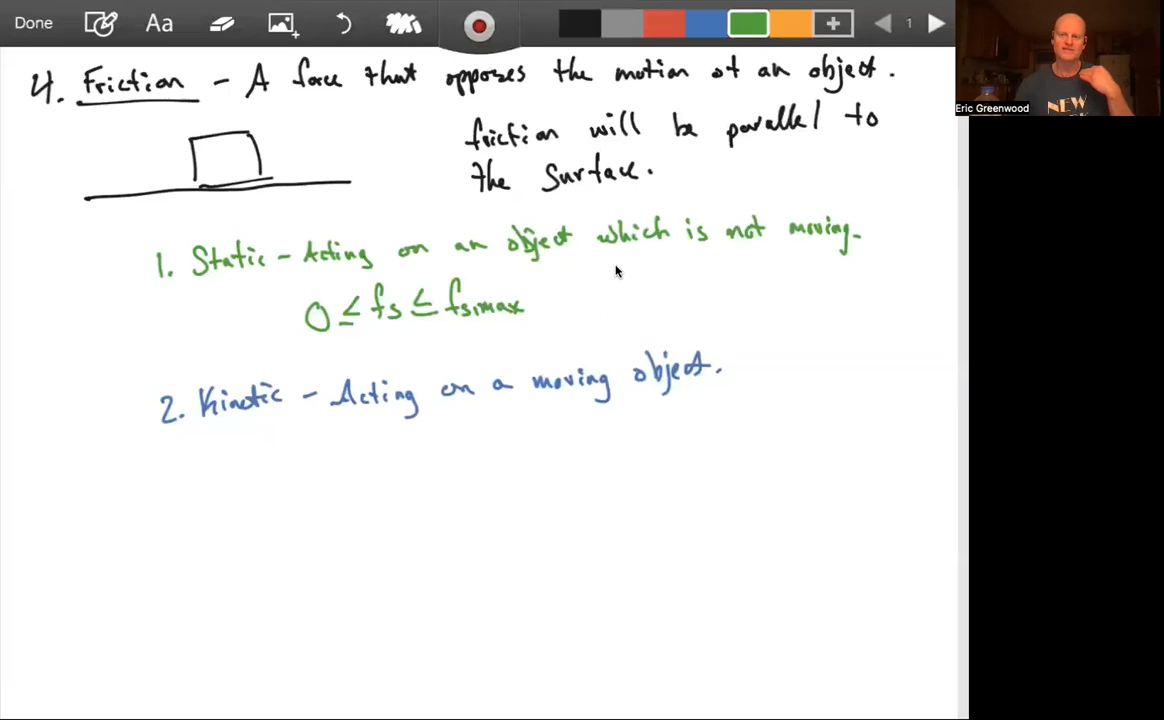 Done
Aa
1
Eric Greenwood
NEW
4. Friction - A force that opposes the motion of an object.
friction will be parallel to
the surface.
1. Static - Acting on an object which is not moving.
0 ≤ fs ≤ fs,max
2. Kinetic - Acting on a moving object.